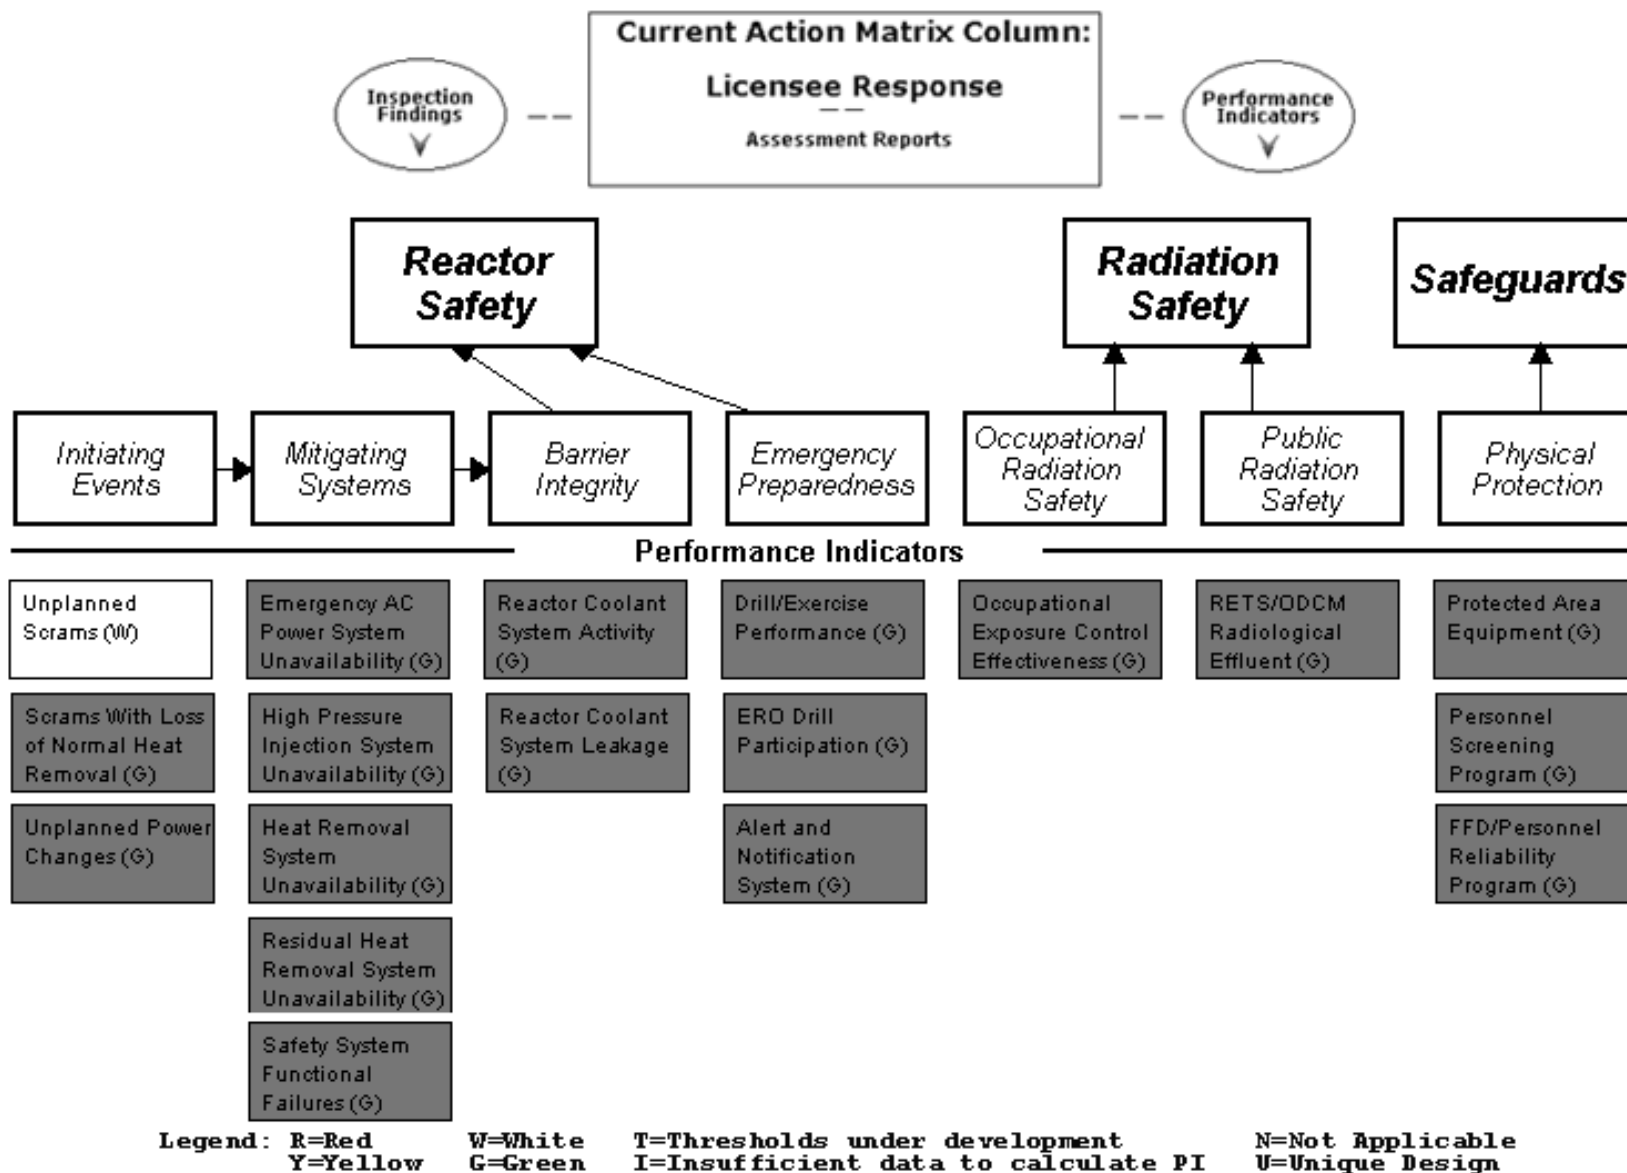 Current Action Matrix Column:
Licensee Response
Assessment Reports
Inspection
Findings
Performance
Indicators
Reactor
Safety
Radiation
Safety
Safeguards
Initiating
Events
Mitigating
Systems
Barrier
Integrity
Emergency
Preparedness
Occupational
Radiation
Safety
Public
Radiation
Safety
Physical
Protection
Performance Indicators
Unplanned
Scrams (W)
Scrams With Loss
of Normal Heat
Removal (G)
Unplanned Power
Changes (G)
Emergency AC
Power System
Unavailability (G)
High Pressure
Injection System
Unavailability (G)
Heat Removal
System
Unavailability (G)
Residual Heat
Removal System
Unavailability (G)
Safety System
Functional
Failures (G)
Reactor Coolant
System Activity
(G)
Reactor Coolant
System Leakage
(G)
Drill/Exercise
Performance (G)
ERO Drill
Participation (G)
Alert and
Notification
System (G)
Occupational
Exposure Control
Effectiveness (G)
RETS/ODCM
Radiological
Effluent (G)
Protected Area
Equipment (G)
Personnel
Screening
Program (G)
FFD/Personnel
Reliability
Program (G)
Legend: R=Red W=White T=Thresholds under development N=Not Applicable
Y=Yellow G=Green I=Insufficient data to calculate PI U=Unique Design